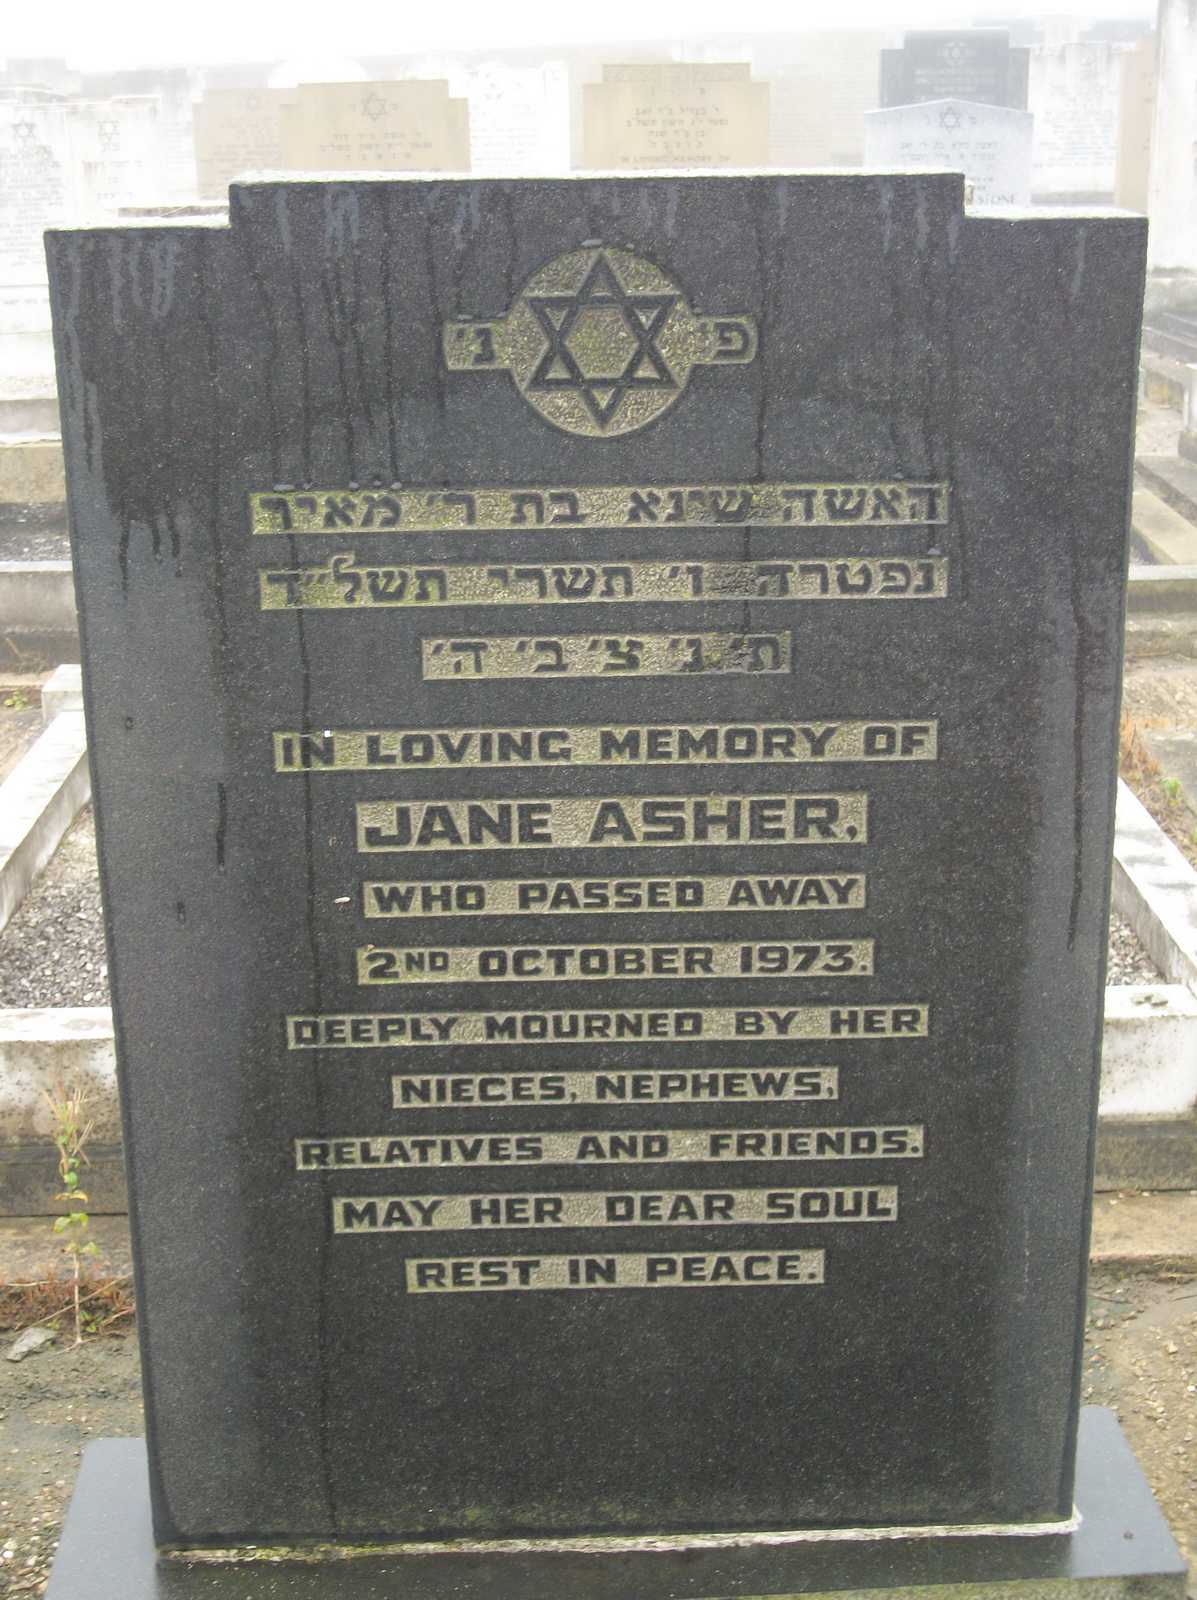 פ' נ'
האשה שינא בת ר' מאיר
נפטרה ו' תשרי תשל"ד
ת' נ' צ' ב' ה'
IN LOVING MEMORY OF
JANE ASHER,
WHO PASSED AWAY
2ND OCTOBER 1973.
DEEPLY MOURNED BY HER
NIECES, NEPHEWS,
RELATIVES AND FRIENDS.
MAY HER DEAR SOUL
REST IN PEACE.